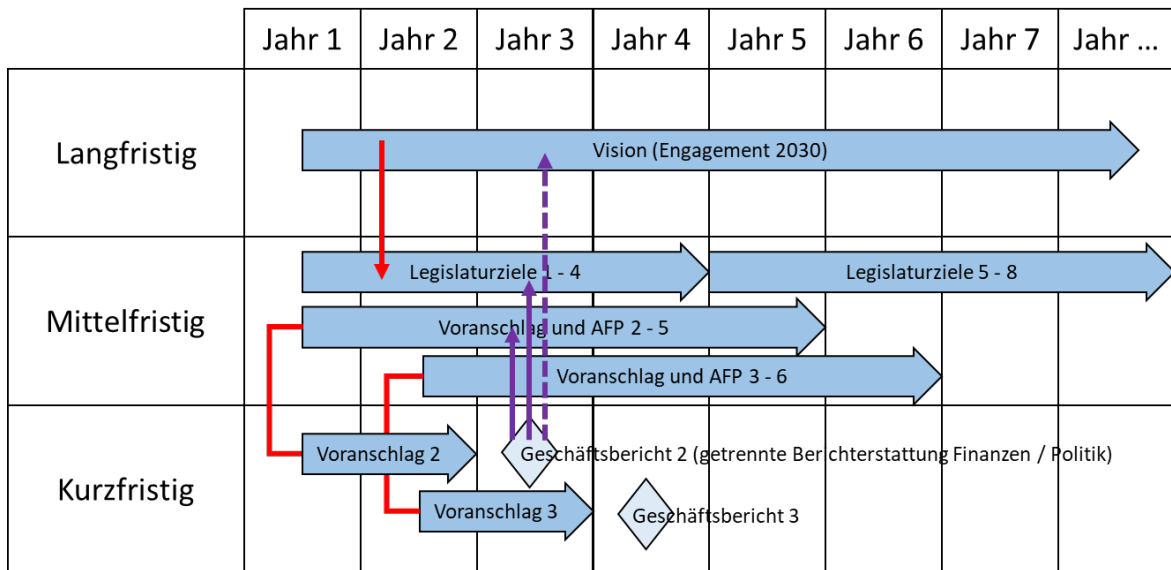 Jahr 1
Jahr 2
Jahr 3
Jahr 4
Jahr 5
Jahr 6
Jahr 7
Jahr ...
Langfristig
Vision (Engagement 2030)
Mittelfristig
Legislaturziele 1 - 4
Legislaturziele 5 - 8
Voranschlag und AFP 2 - 5
Voranschlag und AFP 3 - 6
Kurzfristig
Voranschlag 2
Geschäftsbericht 2 (getrennte Berichterstattung Finanzen / Politik)
Voranschlag 3
Geschäftsbericht 3